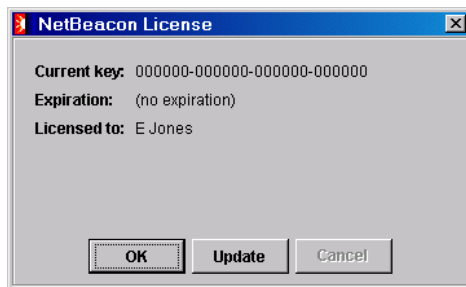 NetBeacon License
Current key: 000000-000000-000000-000000
Expiration: (no expiration)
Licensed to: E Jones
OK Update Cancel